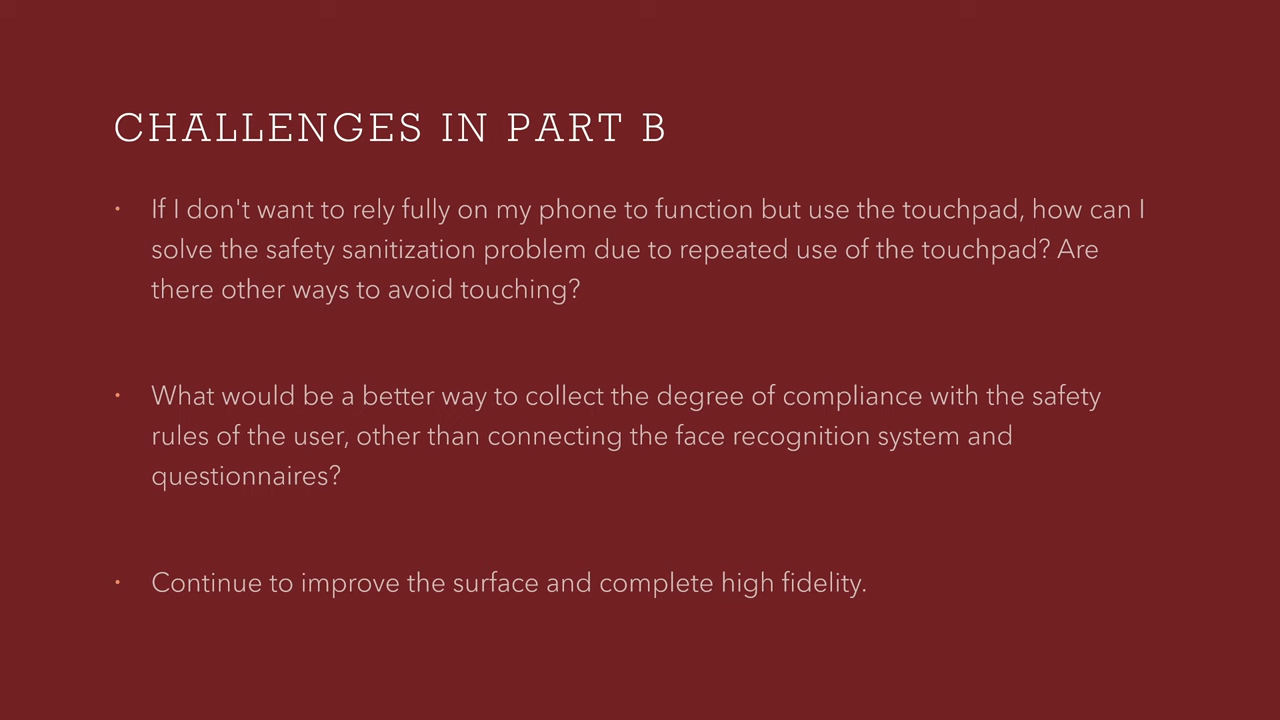 CHALLENGES IN PART B
• If I don't want to rely fully on my phone to function but use the touchpad, how can I
solve the safety sanitization problem due to repeated use of the touchpad? Are
there other ways to avoid touching?
• What would be a better way to collect the degree of compliance with the safety
rules of the user, other than connecting the face recognition system and
questionnaires?
• Continue to improve the surface and complete high fidelity.